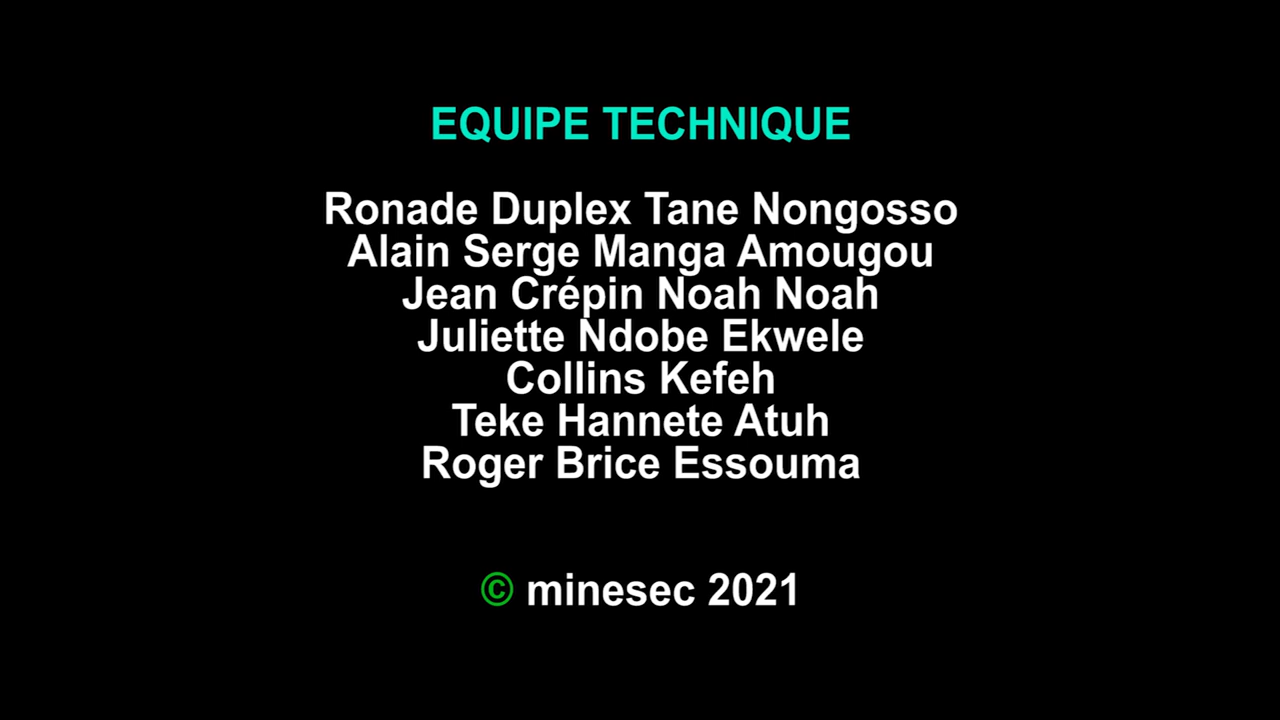 EQUIPE TECHNIQUE
Ronade Duplex Tane Nongosso
Alain Serge Manga Amougou
Jean Crépin Noah Noah
Juliette Ndobe Ekwele
Collins Kefeh
Teke Hannete Atuh
Roger Brice Essouma
© minesec 2021